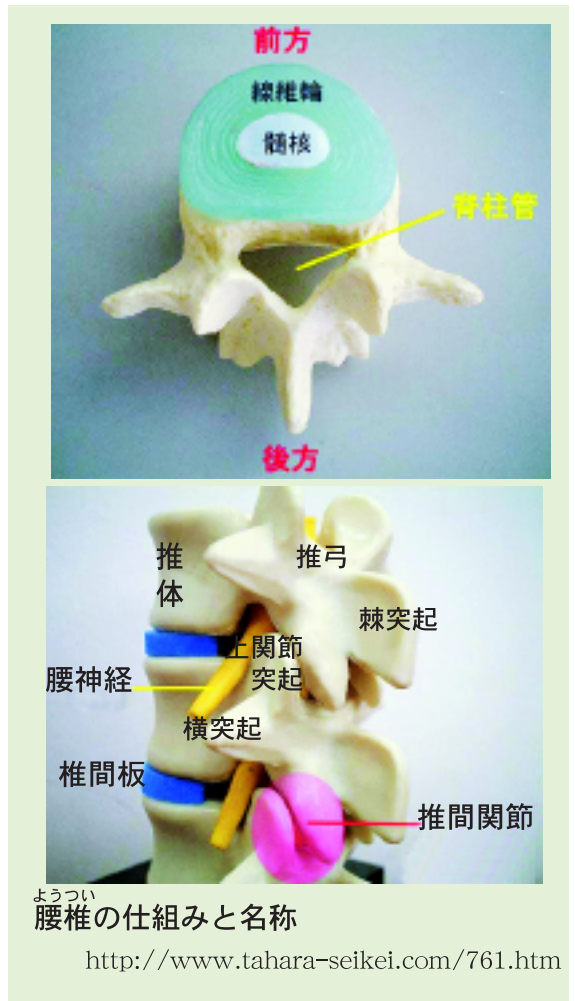 前方
線維輪
髄核
脊柱管
後方
推
体
推弓
棘突起
上関節
突起
腰神経
横突起
椎間板
推間関節
ようつい
腰椎の仕組みと名称
http://www.tahara-seikei.com/761.htm